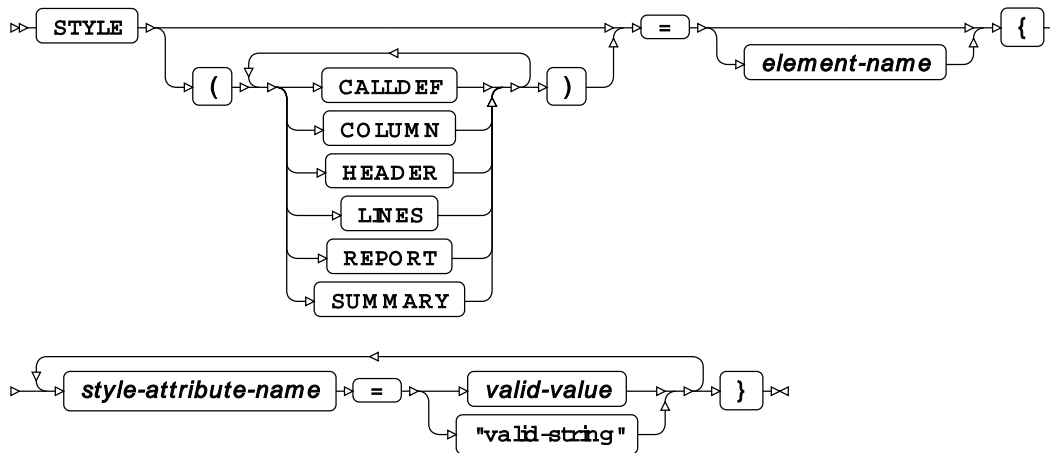 STYLE = {
element-name
( CALLDEF )
COLUMN
HEADER
LINES
REPORT
SUMMARY
style-attribute-name = valid-value }
"valid-string"